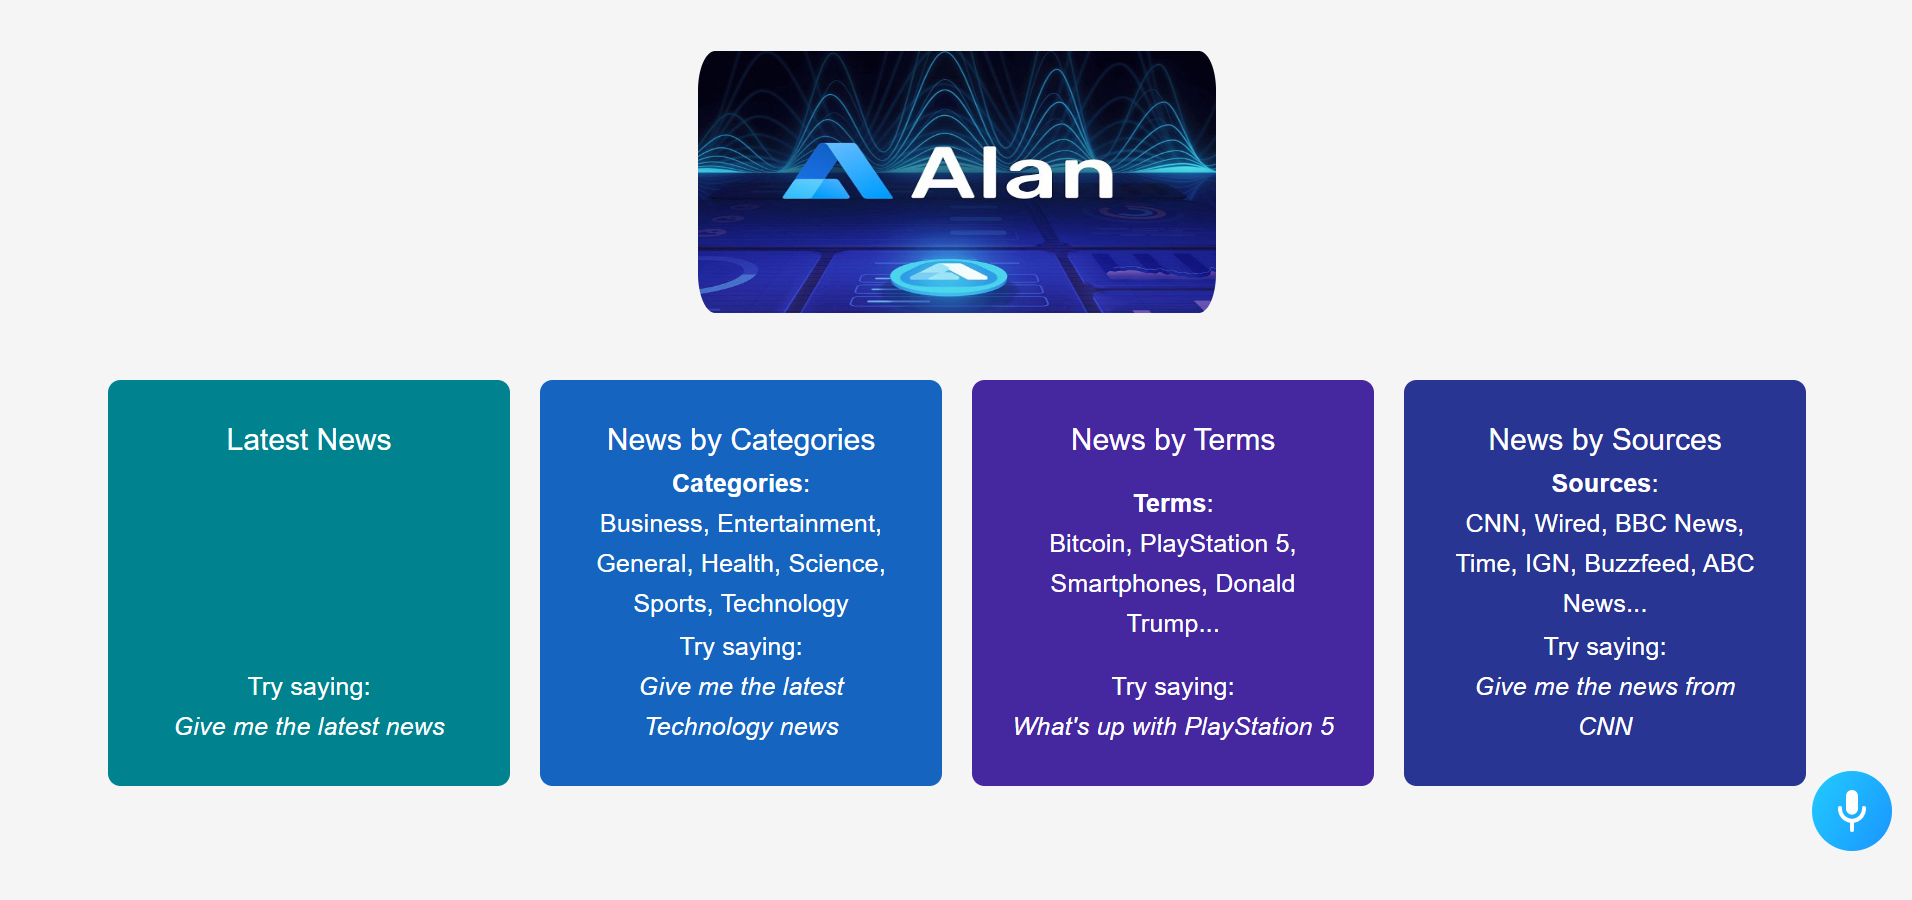 Alan
Latest News
Try saying:
Give me the latest news
News by Categories
Categories:
Business, Entertainment,
General, Health, Science,
Sports, Technology
Try saying:
Give me the latest
Technology news
News by Terms
Terms:
Bitcoin, PlayStation 5,
Smartphones, Donald
Trump...
Try saying:
What's up with PlayStation 5
News by Sources
Sources:
CNN, Wired, BBC News,
Time, IGN, Buzzfeed, ABC
News...
Try saying:
Give me the news from
CNN